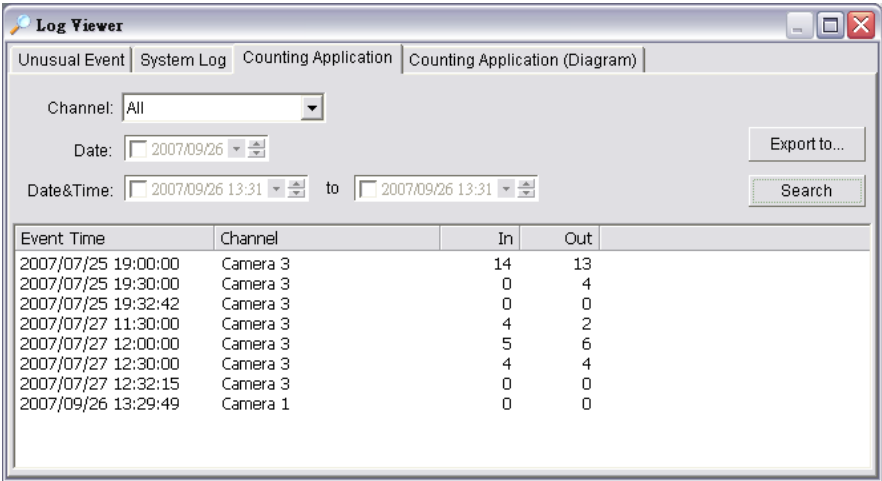 Log Viewer
Unusual Event System Log Counting Application Counting Application (Diagram)
Channel: All
Date: 2007/09/26
Export to...
Date&Time: 2007/09/26 13:31 to 2007/09/26 13:31
Search
Event Time Channel In Out
2007/07/25 19:00:00 Camera 3 14 13
2007/07/25 19:30:00 Camera 3 0 4
2007/07/25 19:32:42 Camera 3 0 0
2007/07/27 11:30:00 Camera 3 4 2
2007/07/27 12:00:00 Camera 3 5 6
2007/07/27 12:30:00 Camera 3 4 4
2007/07/27 12:32:15 Camera 3 0 0
2007/09/26 13:29:49 Camera 1 0 0